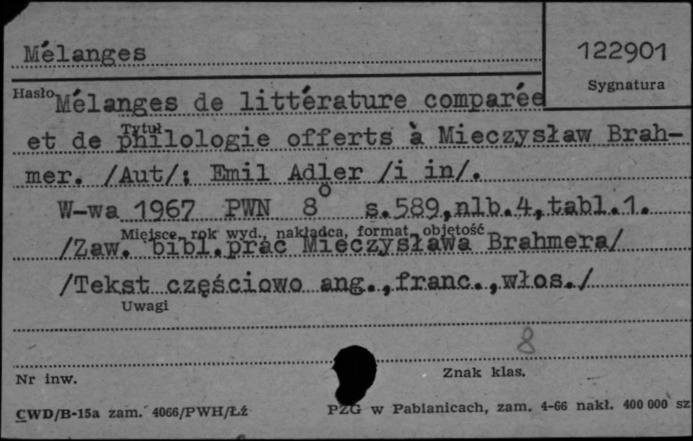 Mélanges
122901
Sygnatura
Hasło
Mélanges de littérature comparée
Tytuł
et de philologie offerts à Mieczysław Brah-
mer. /Aut/: Emil Adler /i in/.
W-wa 1967 PWN 8° s.589,nlb.4,tabl.1.
Miejsce, rok wyd., nakładca, format, objętość
/Zaw. bibl.prac Mieczysława Brahmera/
/Tekst częściowo ang.,franc.,włos./
Uwagi
8
Nr inw.
Znak klas.
CWD/B-15a zam. 4066/PWH/Łź
PZG w Pabianicach, zam. 4-66 nakł. 400 000 sz